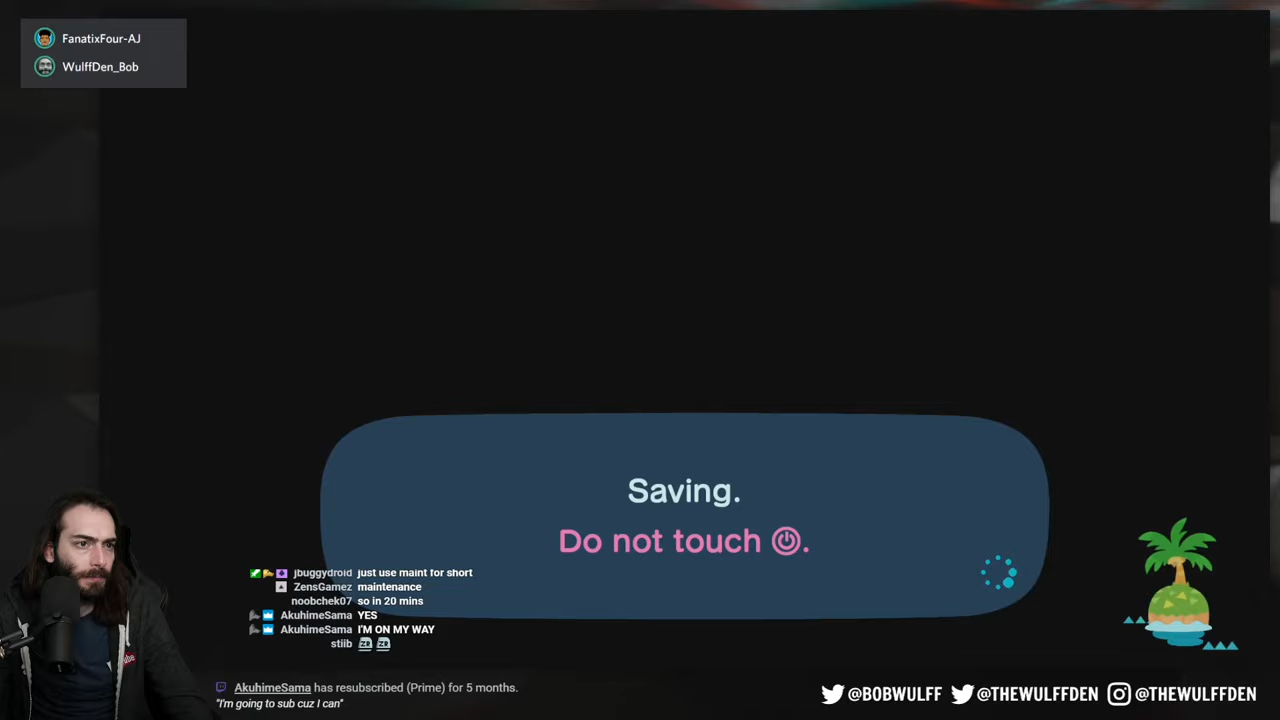 FanatixFour-AJ
WulffDen_Bob
Saving.
Do not touch
jbuggydroid just use maint for short
ZensGamez maintenance
noobchek07 so in 20 mins
AkuhimeSama YES
AkuhimeSama I'M ON MY WAY
stiib
AkuhimeSama has resubscribed (Prime) for 5 months.
"I'm going to sub cuz I can"
@BOBWULFF @THEWULFFDEN @THEWULFFDEN